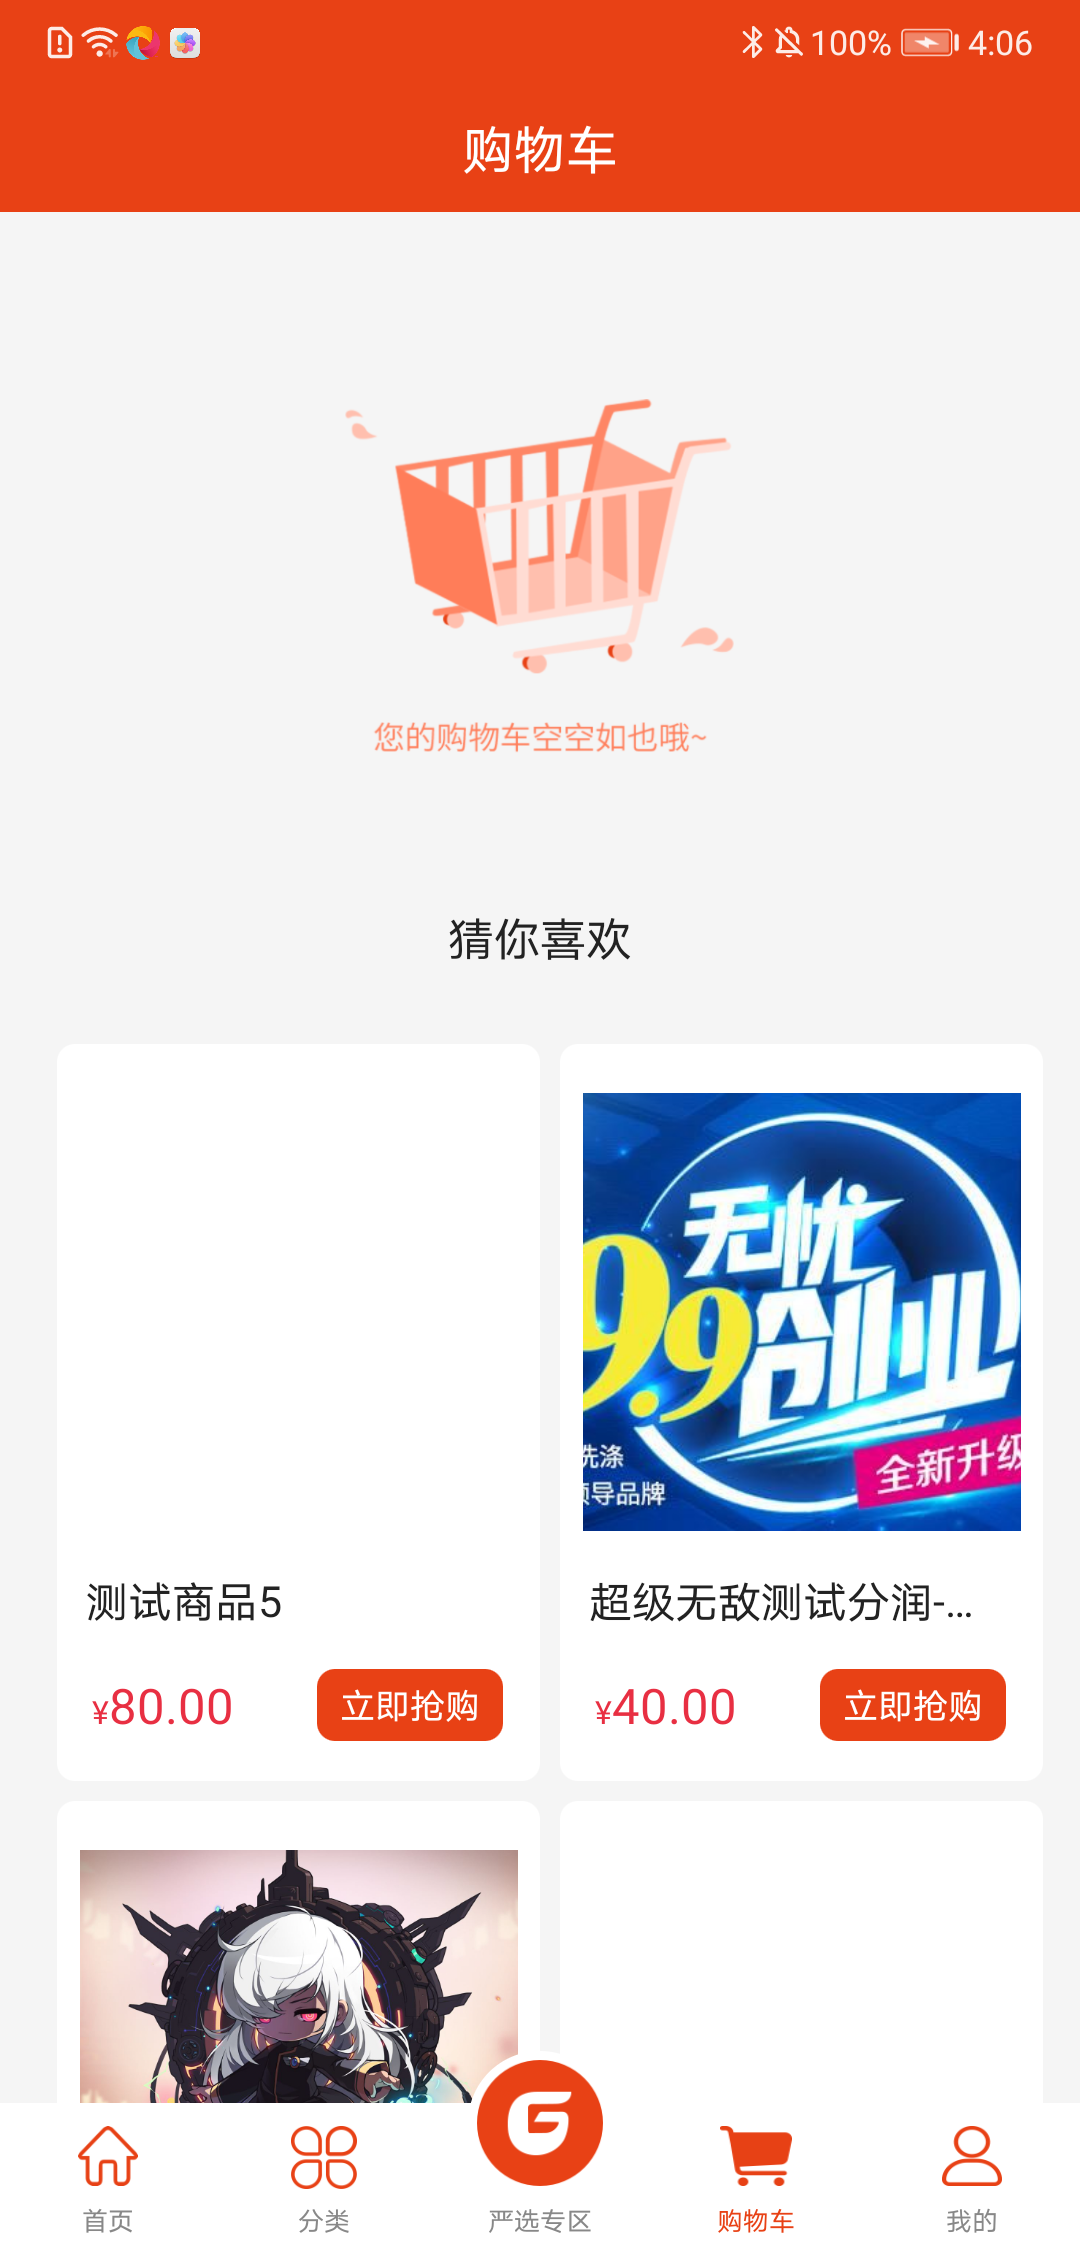 100% 4:06
购物车
您的购物车空空如也哦~
猜你喜欢
无忧
9.9创业
全新升级
洗涤
领导品牌
测试商品5
超级无敌测试分润-...
¥80.00 立即抢购
¥40.00 立即抢购
首页 分类 严选专区 购物车 我的